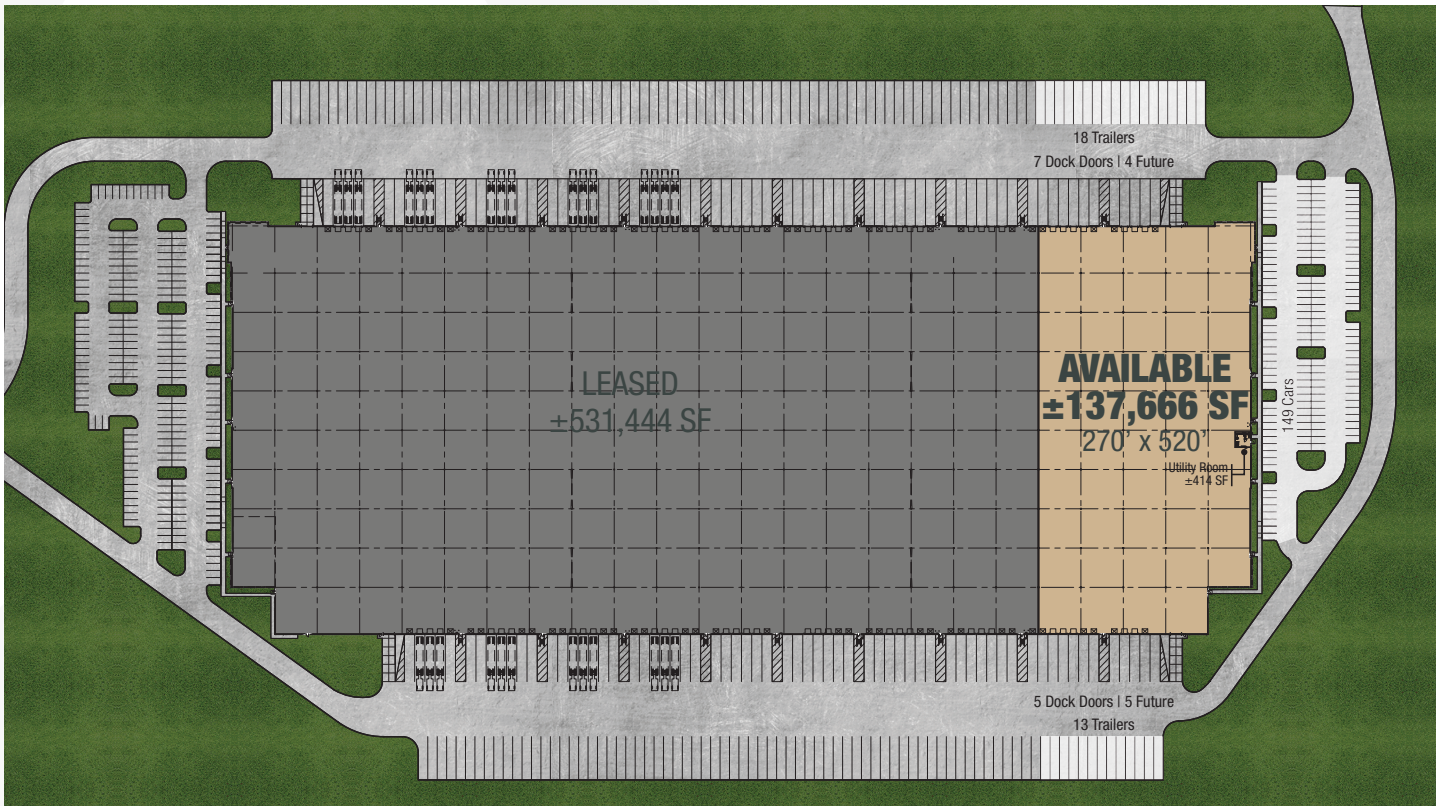 18 Trailers
7 Dock Doors | 4 Future
LEASED
±531,444 SF
AVAILABLE
±137,666 SF
270' x 520'
Utility Room
±414 SF
149 Cars
5 Dock Doors | 5 Future
13 Trailers